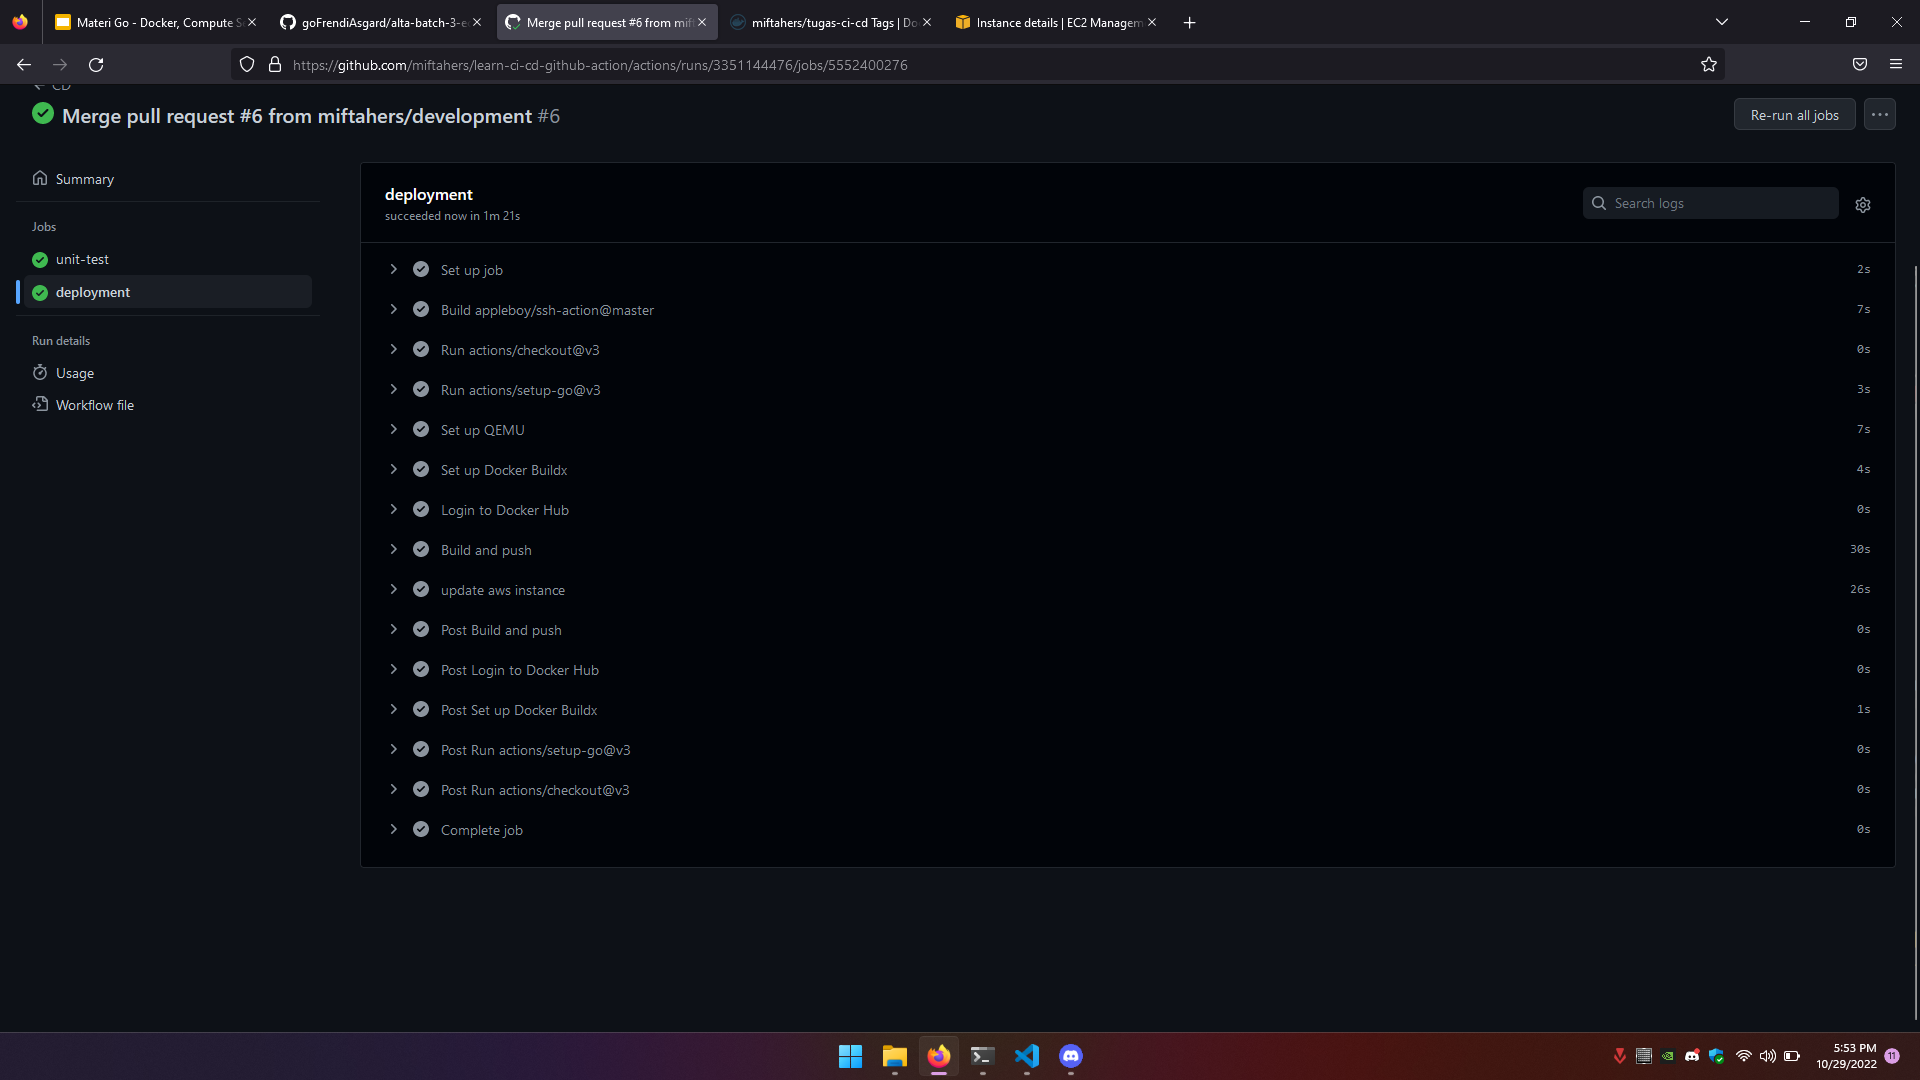 Materi Go - Docker, Compute S
goFrendiAsgard/alta-batch-3-e
Merge pull request #6 from mif
miftahers/tugas-ci-cd Tags | Do
Instance details | EC2 Managem
https://github.com/miftahers/learn-ci-cd-github-action/actions/runs/3351144476/jobs/5552400276
CD
Merge pull request #6 from miftahers/development #6
Re-run all jobs
Summary
Jobs
unit-test
deployment
Run details
Usage
Workflow file
deployment
succeeded now in 1m 21s
Search logs
Set up job 2s
Build appleboy/ssh-action@master 7s
Run actions/checkout@v3 0s
Run actions/setup-go@v3 3s
Set up QEMU 7s
Set up Docker Buildx 4s
Login to Docker Hub 0s
Build and push 30s
update aws instance 26s
Post Build and push 0s
Post Login to Docker Hub 0s
Post Set up Docker Buildx 1s
Post Run actions/setup-go@v3 0s
Post Run actions/checkout@v3 0s
Complete job 0s
5:53 PM
10/29/2022
11